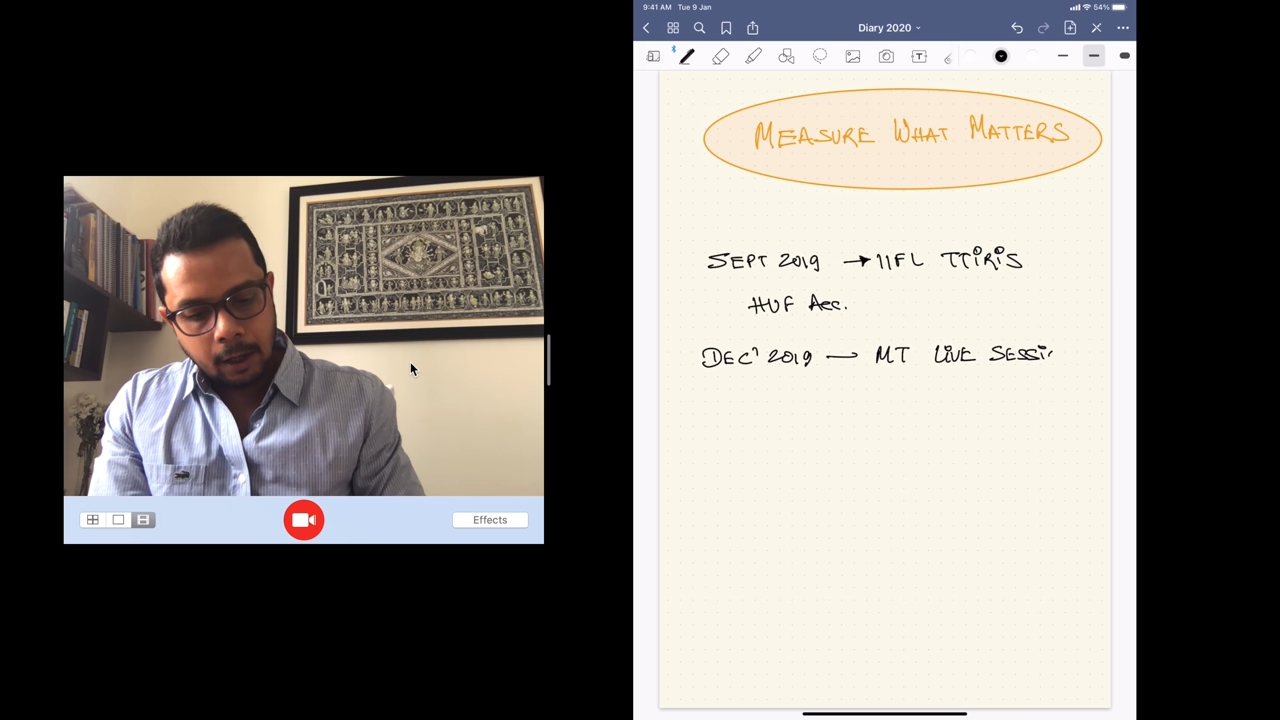 9:41 AM Tue 9 Jan
54%
Diary 2020
T
MEASURE WHAT MATTERS
SEPT 2019 → IIFL TTIRIS
HUF Acc.
DEC' 2019 — MT LIVE SESSI
Effects